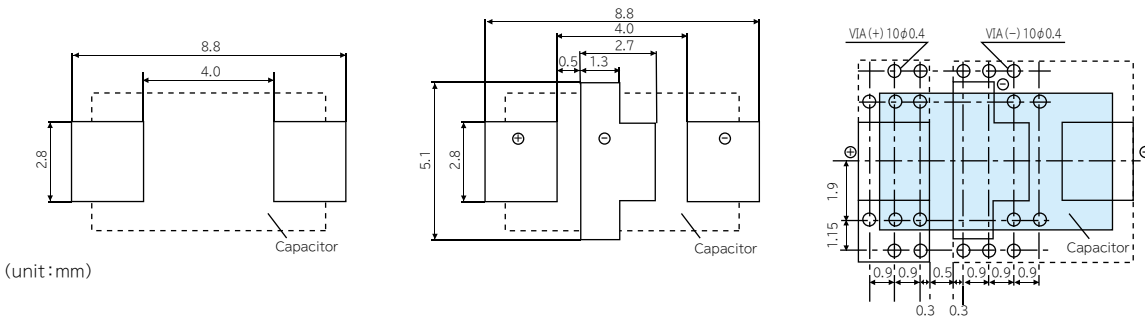 8.8
4.0
2.8
Capacitor
(unit:mm)
8.8
4.0
2.7
0.5 1.3
5.1
2.8
⊕ ⊖ ⊖
Capacitor
VIA(+)10φ0.4 VIA(−)10φ0.4
⊖
⊕ ⊖
1.9
1.15
Capacitor
0.9 0.9 0.5 0.9 0.9 0.9
0.3 0.3